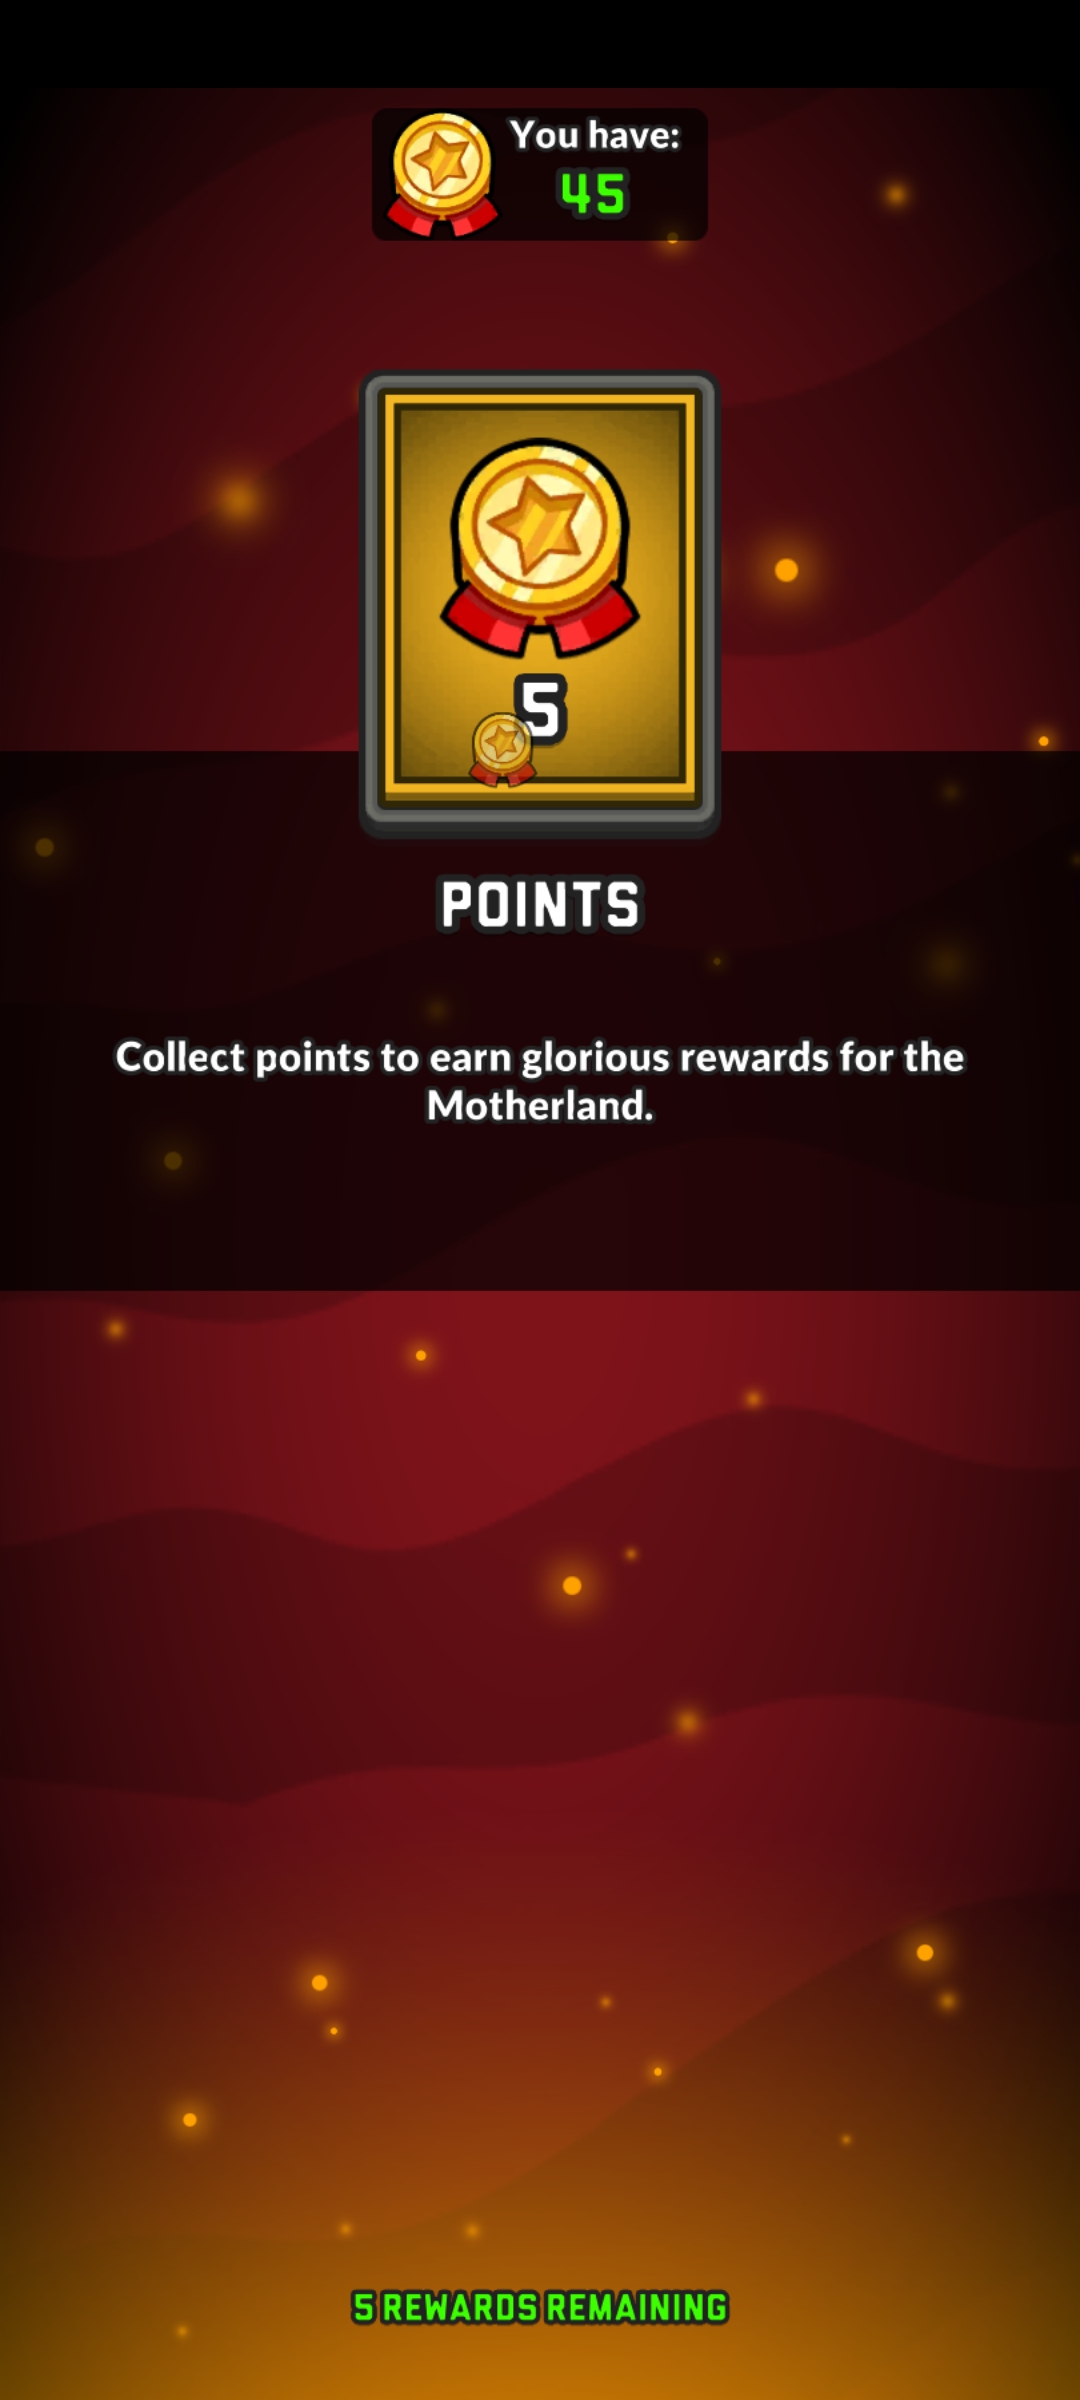 You have:
45
5
POINTS
Collect points to earn glorious rewards for the
Motherland.
5 REWARDS REMAINING